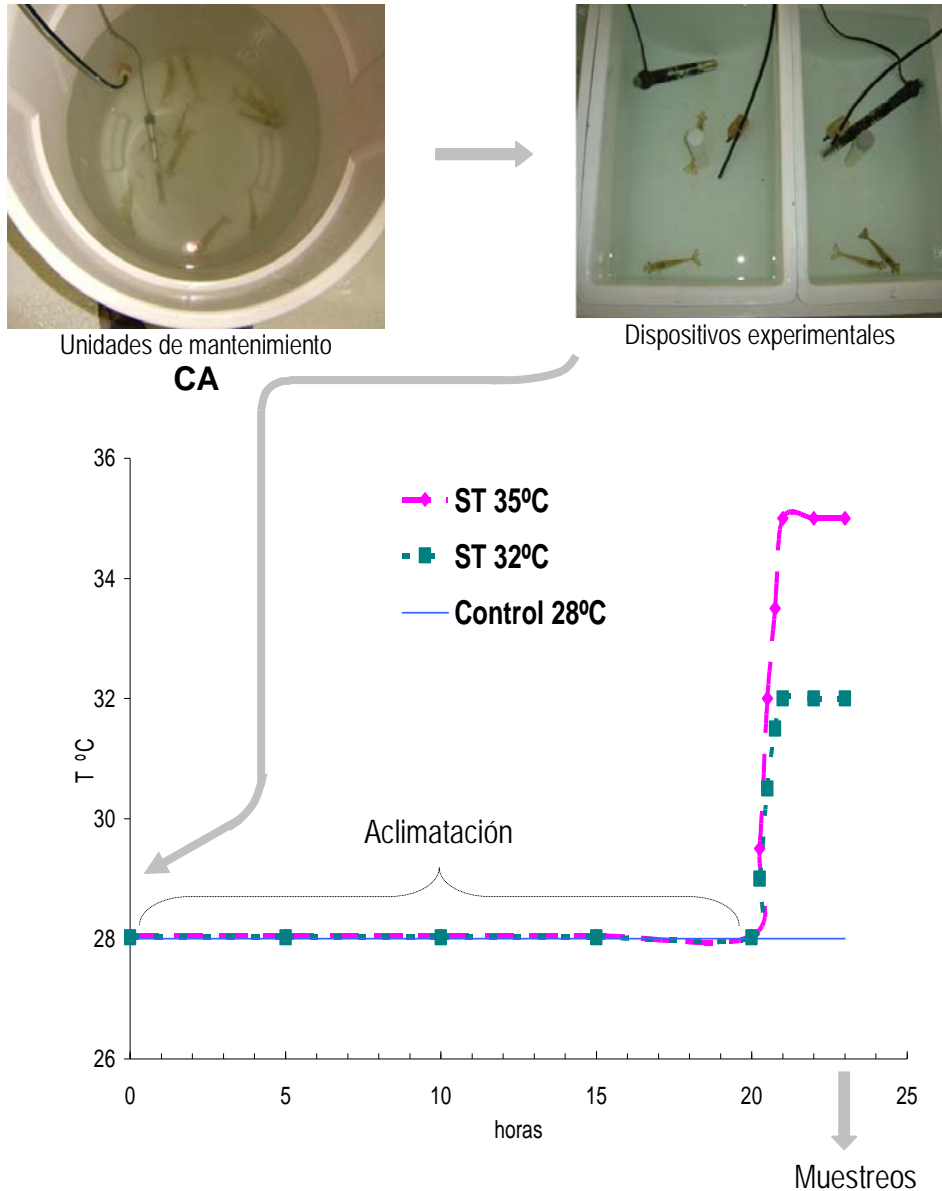 Unidades de mantenimiento
CA
Dispositivos experimentales
36
34
32
30
28
26
T ºC
ST 35ºC
ST 32ºC
Control 28ºC
Aclimatación
0
5
10
15
20
25
horas
Muestreos